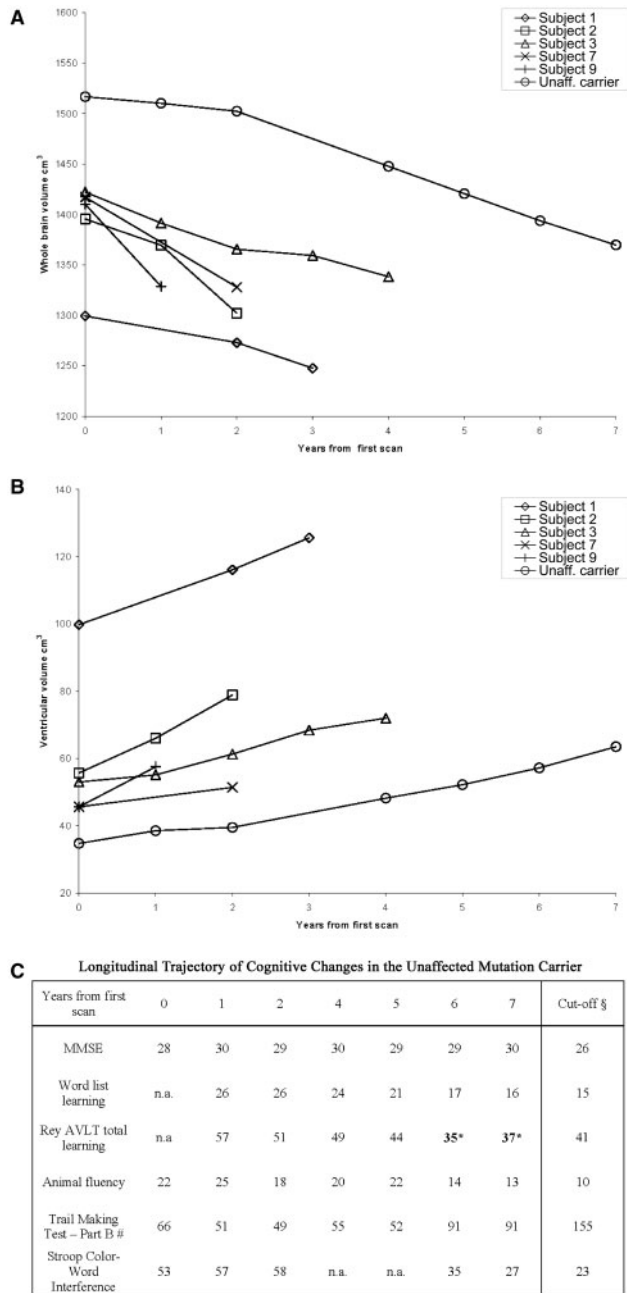 A
Subject 1
Subject 2
Subject 3
Subject 7
Subject 9
Unaff. carrier
1600
1550
1500
1450
1400
1350
1300
1250
1200
Whole brain volume cm³
0 1 2 3 4 5 6 7
Years from first scan
B
Subject 1
Subject 2
Subject 3
Subject 7
Subject 9
Unaff. carrier
140
120
100
80
60
40
20
Ventricular volume cm³
0 1 2 3 4 5 6 7
Years from first scan
C Longitudinal Trajectory of Cognitive Changes in the Unaffected Mutation Carrier
Years from first
scan
0 1 2 4 5 6 7 Cut-off §
MMSE 28 30 29 30 29 29 30 26
Word list
learning
n.a. 26 26 24 21 17 16 15
Rey AVLT total
learning
n.a 57 51 49 44 35* 37* 41
Animal fluency 22 25 18 20 22 14 13 10
Trail Making
Test – Part B #
66 51 49 55 52 91 91 155
Stroop Color-
Word
Interference
53 57 58 n.a. n.a. 35 27 23